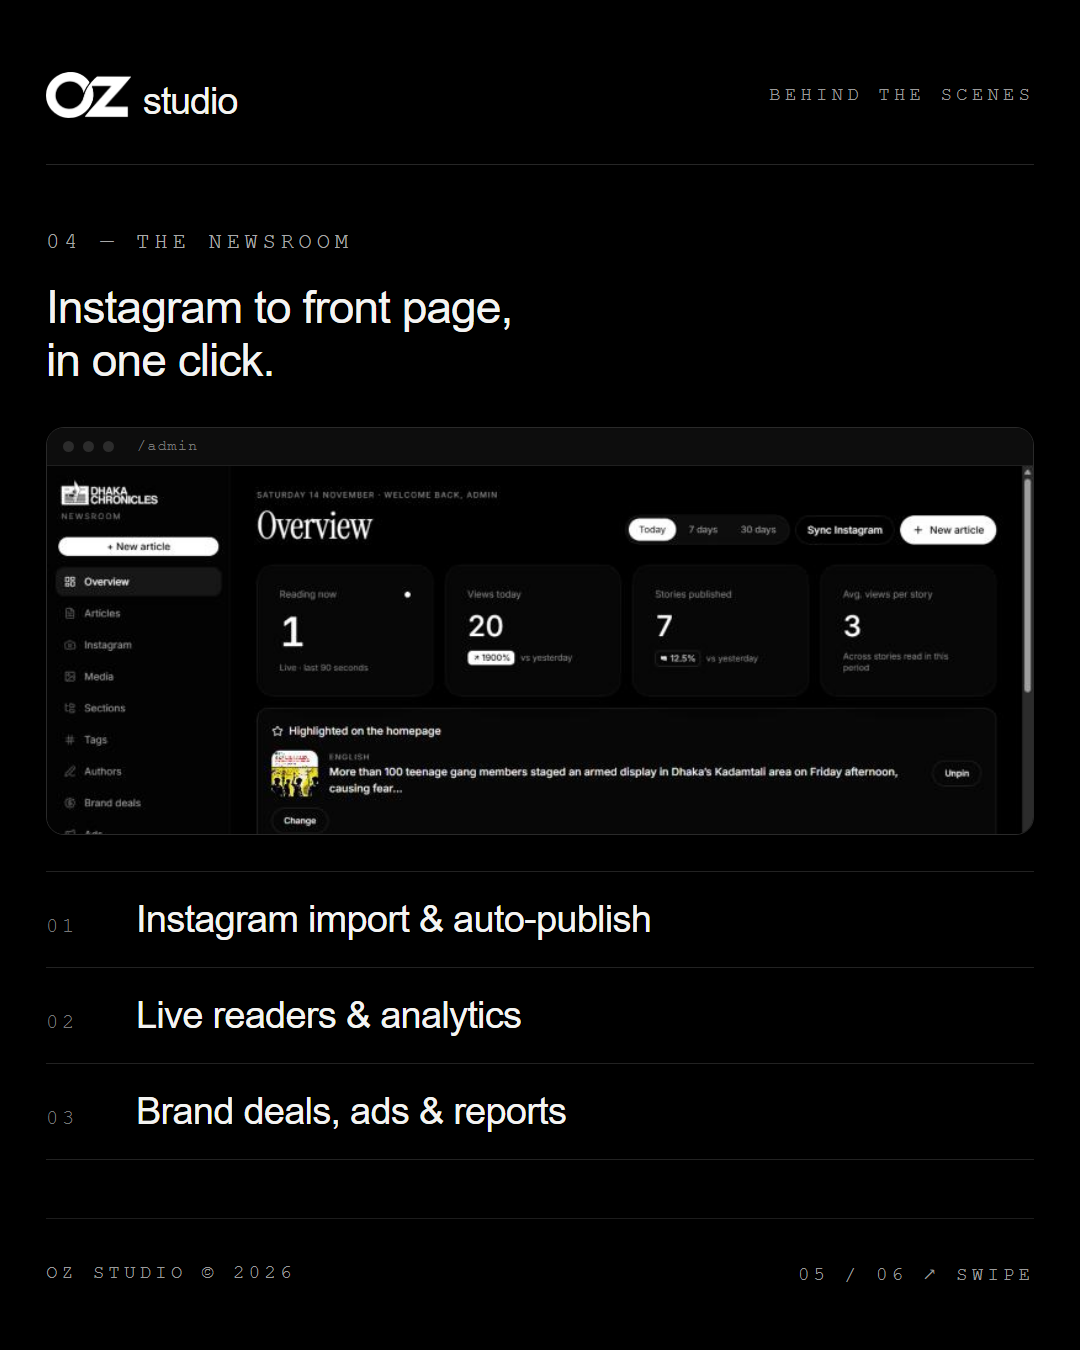 OZ studio
BEHIND THE SCENES
04 — THE NEWSROOM
Instagram to front page,
in one click.
/admin
DHAKA
CHRONICLES
NEWSROOM
+ New article
Overview
Articles
Instagram
Media
Sections
Tags
Authors
Brand deals
Ads
SATURDAY 14 NOVEMBER · WELCOME BACK, ADMIN
Overview
Today 7 days 30 days Sync Instagram + New article
Reading now
1
Live · last 90 seconds
Views today
20
↗ 1900% vs yesterday
Stories published
7
12.5% vs yesterday
Avg. views per story
3
Across stories read in this
period
Highlighted on the homepage
ENGLISH
More than 100 teenage gang members staged an armed display in Dhaka's Kadamtali area on Friday afternoon,
causing fear...
Unpin
Change
01 Instagram import & auto-publish
02 Live readers & analytics
03 Brand deals, ads & reports
OZ STUDIO © 2026
05 / 06 ↗ SWIPE